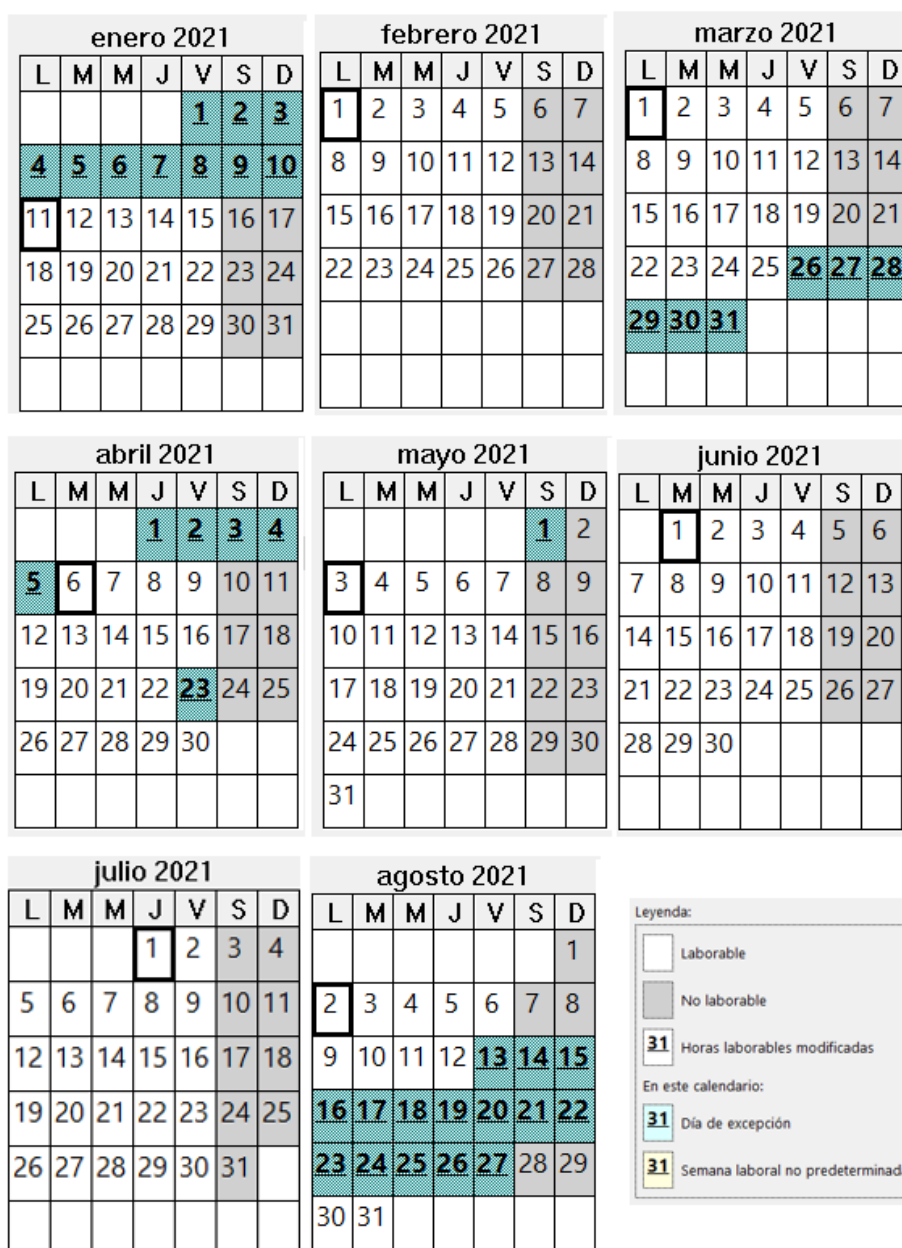 enero 2021
L M M J V S D
1 2 3
4 5 6 7 8 9 10
11 12 13 14 15 16 17
18 19 20 21 22 23 24
25 26 27 28 29 30 31
febrero 2021
L M M J V S D
1 2 3 4 5 6 7
8 9 10 11 12 13 14
15 16 17 18 19 20 21
22 23 24 25 26 27 28
marzo 2021
L M M J V S D
1 2 3 4 5 6 7
8 9 10 11 12 13 14
15 16 17 18 19 20 21
22 23 24 25 26 27 28
29 30 31
abril 2021
L M M J V S D
1 2 3 4
5 6 7 8 9 10 11
12 13 14 15 16 17 18
19 20 21 22 23 24 25
26 27 28 29 30
mayo 2021
L M M J V S D
1 2
3 4 5 6 7 8 9
10 11 12 13 14 15 16
17 18 19 20 21 22 23
24 25 26 27 28 29 30
31
junio 2021
L M M J V S D
1 2 3 4 5 6
7 8 9 10 11 12 13
14 15 16 17 18 19 20
21 22 23 24 25 26 27
28 29 30
julio 2021
L M M J V S D
1 2 3 4
5 6 7 8 9 10 11
12 13 14 15 16 17 18
19 20 21 22 23 24 25
26 27 28 29 30 31
agosto 2021
L M M J V S D
1
2 3 4 5 6 7 8
9 10 11 12 13 14 15
16 17 18 19 20 21 22
23 24 25 26 27 28 29
30 31
Leyenda:
Laborable
No laborable
31 Horas laborables modificadas
En este calendario:
31 Día de excepción
31 Semana laboral no predeterminad